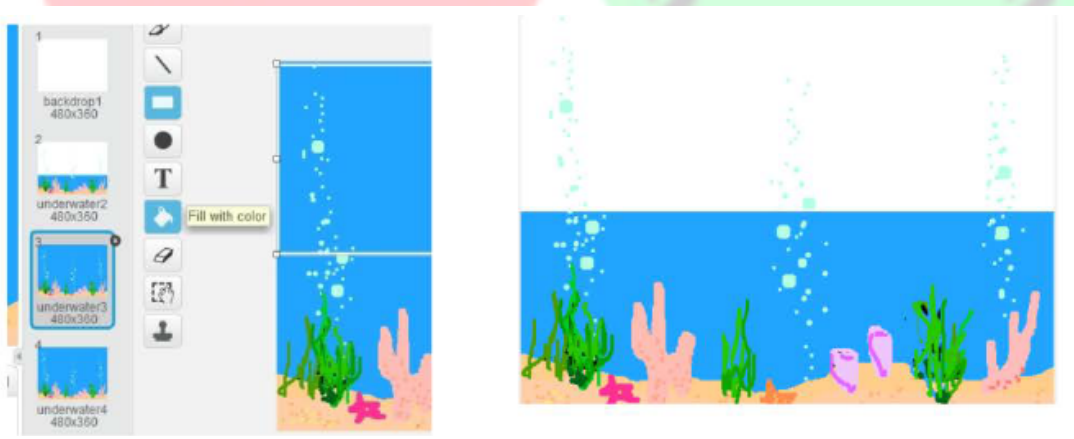 1
backdrop1
480x360
2
underwater2
480x360
3
underwater3
480x360
4
underwater4
480x360
T
Fill with color